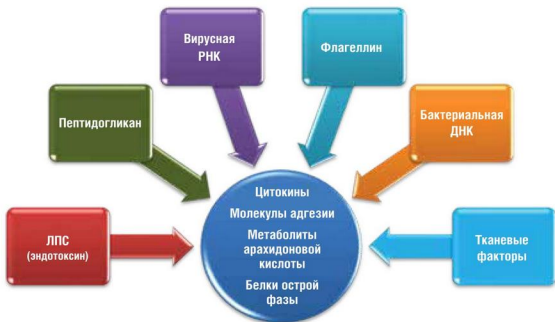 Вирусная
РНК
Флагеллин
Пептидогликан
Бактериальная
ДНК
ЛПС
(эндотоксин)
Цитокины
Молекулы адгезии
Метаболиты
арахидоновой
кислоты
Белки острой
фазы
Тканевые
факторы